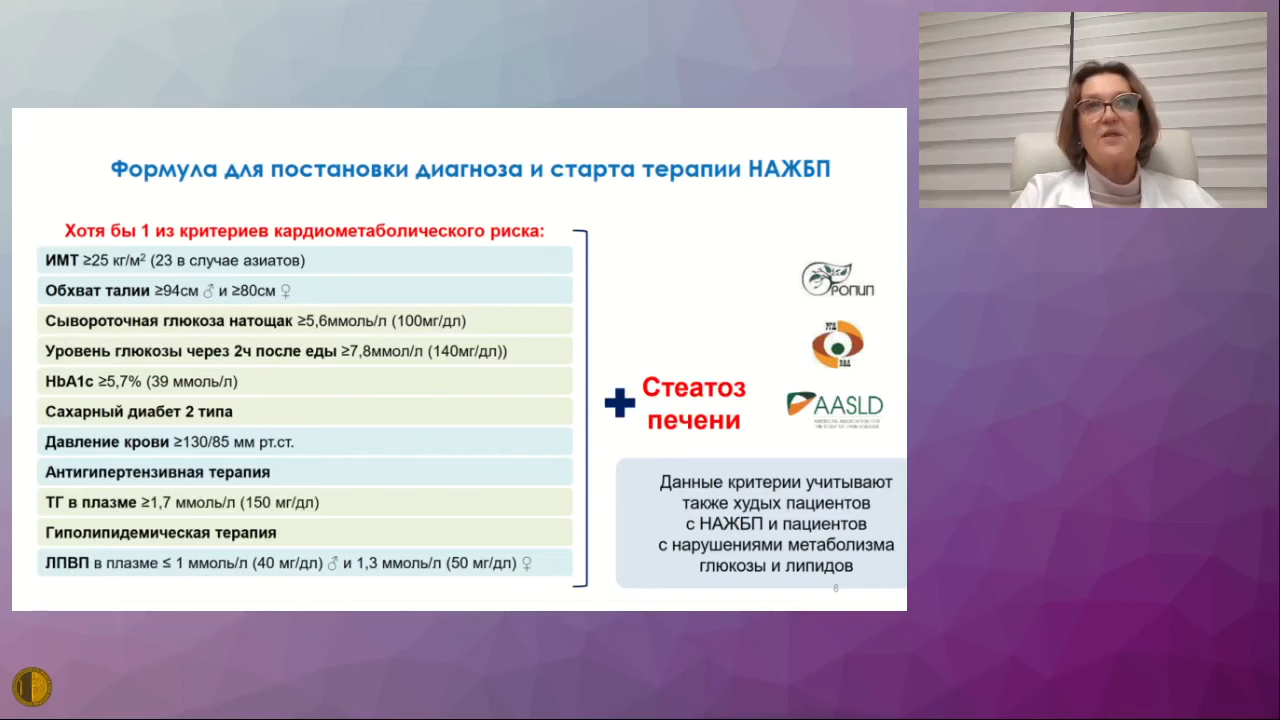 Формула для постановки диагноза и старта терапии НАЖБП
Хотя бы 1 из критериев кардиометаболического риска:
ИМТ ≥25 кг/м² (23 в случае азиатов)
Обхват талии ≥94см ♂ и ≥80см ♀
Сывороточная глюкоза натощак ≥5,6ммоль/л (100мг/дл)
Уровень глюкозы через 2ч после еды ≥7,8ммол/л (140мг/дл))
HbA1c ≥5,7% (39 ммоль/л)
Сахарный диабет 2 типа
Давление крови ≥130/85 мм рт.ст.
Антигипертензивная терапия
ТГ в плазме ≥1,7 ммоль/л (150 мг/дл)
Гиполипидемическая терапия
ЛПВП в плазме ≤ 1 ммоль/л (40 мг/дл) ♂ и 1,3 ммоль/л (50 мг/дл) ♀
Стеатоз
печени
РОПИП
AASLD
Данные критерии учитывают
также худых пациентов
с НАЖБП и пациентов
с нарушениями метаболизма
глюкозы и липидов
6